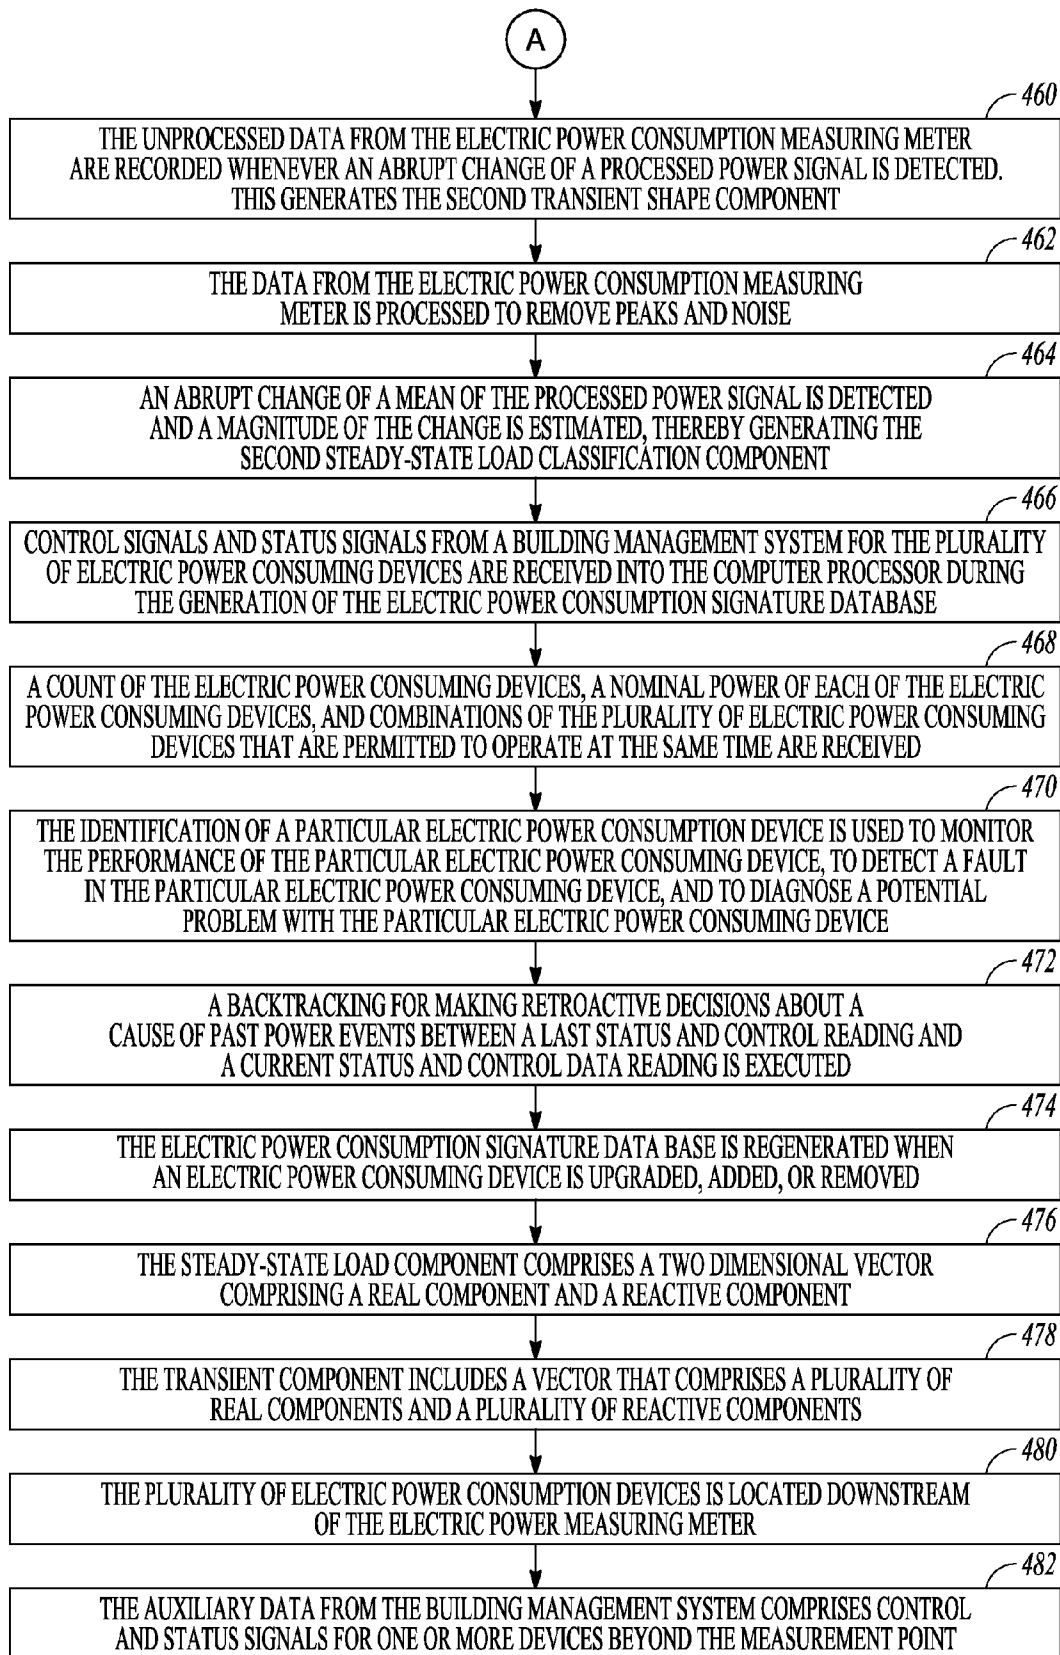 A
460
THE UNPROCESSED DATA FROM THE ELECTRIC POWER CONSUMPTION MEASURING METER
ARE RECORDED WHENEVER AN ABRUPT CHANGE OF A PROCESSED POWER SIGNAL IS DETECTED.
THIS GENERATES THE SECOND TRANSIENT SHAPE COMPONENT
462
THE DATA FROM THE ELECTRIC POWER CONSUMPTION MEASURING
METER IS PROCESSED TO REMOVE PEAKS AND NOISE
464
AN ABRUPT CHANGE OF A MEAN OF THE PROCESSED POWER SIGNAL IS DETECTED
AND A MAGNITUDE OF THE CHANGE IS ESTIMATED, THEREBY GENERATING THE
SECOND STEADY-STATE LOAD CLASSIFICATION COMPONENT
466
CONTROL SIGNALS AND STATUS SIGNALS FROM A BUILDING MANAGEMENT SYSTEM FOR THE PLURALITY
OF ELECTRIC POWER CONSUMING DEVICES ARE RECEIVED INTO THE COMPUTER PROCESSOR DURING
THE GENERATION OF THE ELECTRIC POWER CONSUMPTION SIGNATURE DATABASE
468
A COUNT OF THE ELECTRIC POWER CONSUMING DEVICES, A NOMINAL POWER OF EACH OF THE ELECTRIC
POWER CONSUMING DEVICES, AND COMBINATIONS OF THE PLURALITY OF ELECTRIC POWER CONSUMING
DEVICES THAT ARE PERMITTED TO OPERATE AT THE SAME TIME ARE RECEIVED
470
THE IDENTIFICATION OF A PARTICULAR ELECTRIC POWER CONSUMPTION DEVICE IS USED TO MONITOR
THE PERFORMANCE OF THE PARTICULAR ELECTRIC POWER CONSUMING DEVICE, TO DETECT A FAULT
IN THE PARTICULAR ELECTRIC POWER CONSUMING DEVICE, AND TO DIAGNOSE A POTENTIAL
PROBLEM WITH THE PARTICULAR ELECTRIC POWER CONSUMING DEVICE
472
A BACKTRACKING FOR MAKING RETROACTIVE DECISIONS ABOUT A
CAUSE OF PAST POWER EVENTS BETWEEN A LAST STATUS AND CONTROL READING AND
A CURRENT STATUS AND CONTROL DATA READING IS EXECUTED
474
THE ELECTRIC POWER CONSUMPTION SIGNATURE DATA BASE IS REGENERATED WHEN
AN ELECTRIC POWER CONSUMING DEVICE IS UPGRADED, ADDED, OR REMOVED
476
THE STEADY-STATE LOAD COMPONENT COMPRISES A TWO DIMENSIONAL VECTOR
COMPRISING A REAL COMPONENT AND A REACTIVE COMPONENT
478
THE TRANSIENT COMPONENT INCLUDES A VECTOR THAT COMPRISES A PLURALITY OF
REAL COMPONENTS AND A PLURALITY OF REACTIVE COMPONENTS
480
THE PLURALITY OF ELECTRIC POWER CONSUMPTION DEVICES IS LOCATED DOWNSTREAM
OF THE ELECTRIC POWER MEASURING METER
482
THE AUXILIARY DATA FROM THE BUILDING MANAGEMENT SYSTEM COMPRISES CONTROL
AND STATUS SIGNALS FOR ONE OR MORE DEVICES BEYOND THE MEASUREMENT POINT